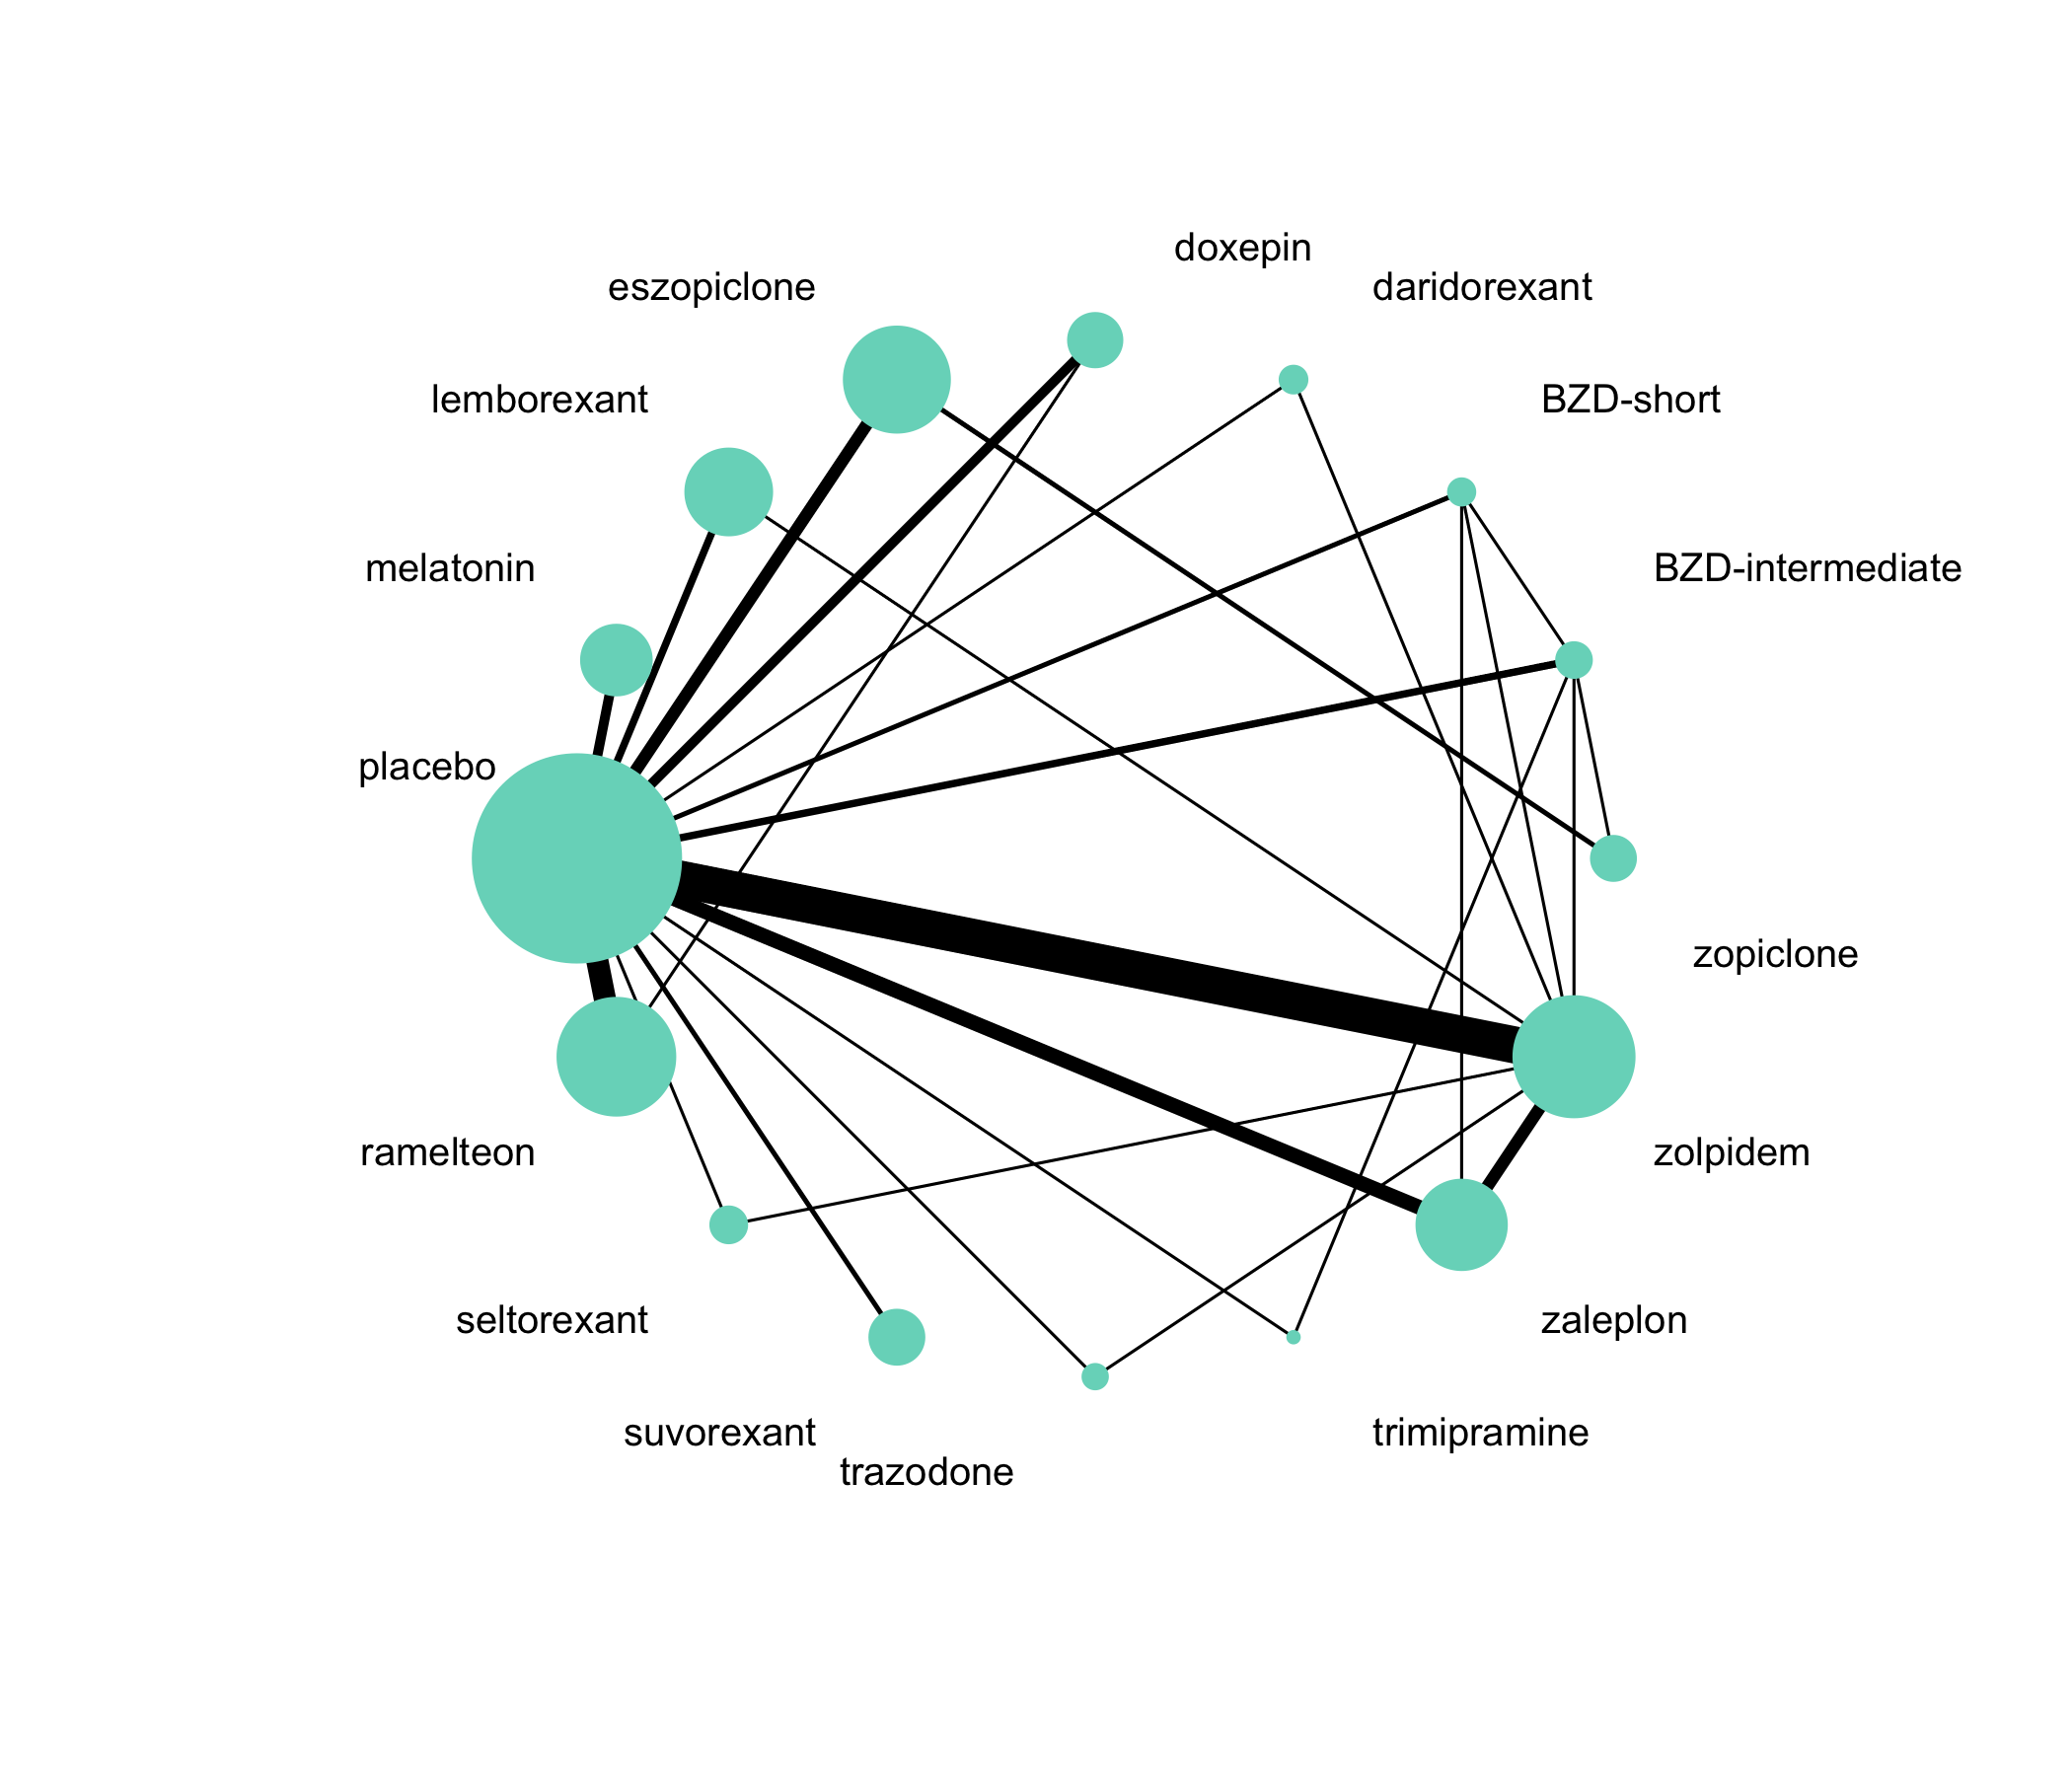 doxepin
eszopiclone
daridorexant
lemborexant
BZD-short
melatonin
BZD-intermediate
placebo
zopiclone
ramelteon
zolpidem
seltorexant
zaleplon
suvorexant
trimipramine
trazodone